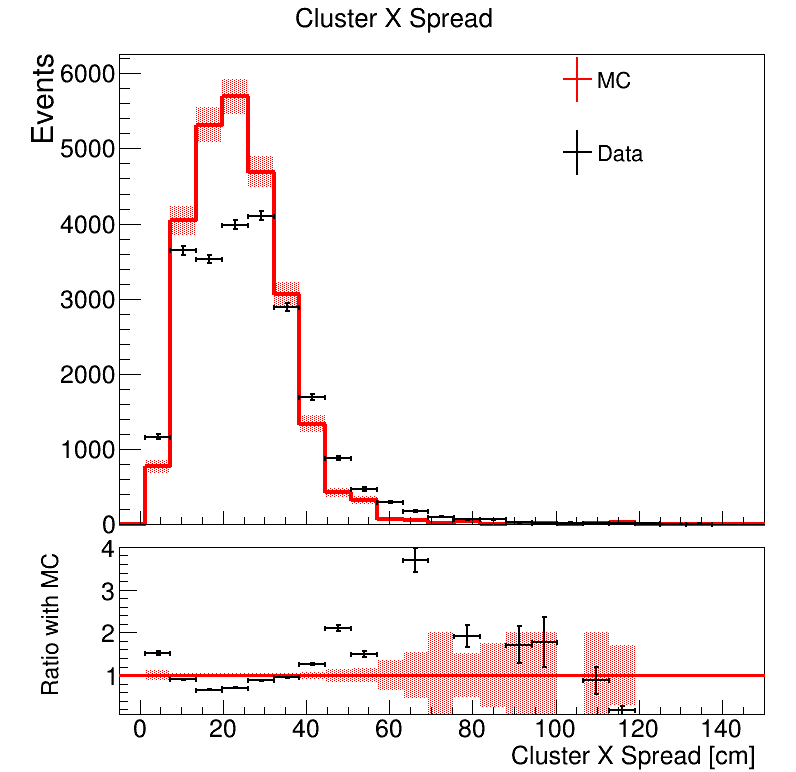 Cluster X Spread
Events
6000
5000
4000
3000
2000
1000
0
MC
Data
Ratio with MC
4
3
2
1
0 20 40 60 80 100 120 140
Cluster X Spread [cm]